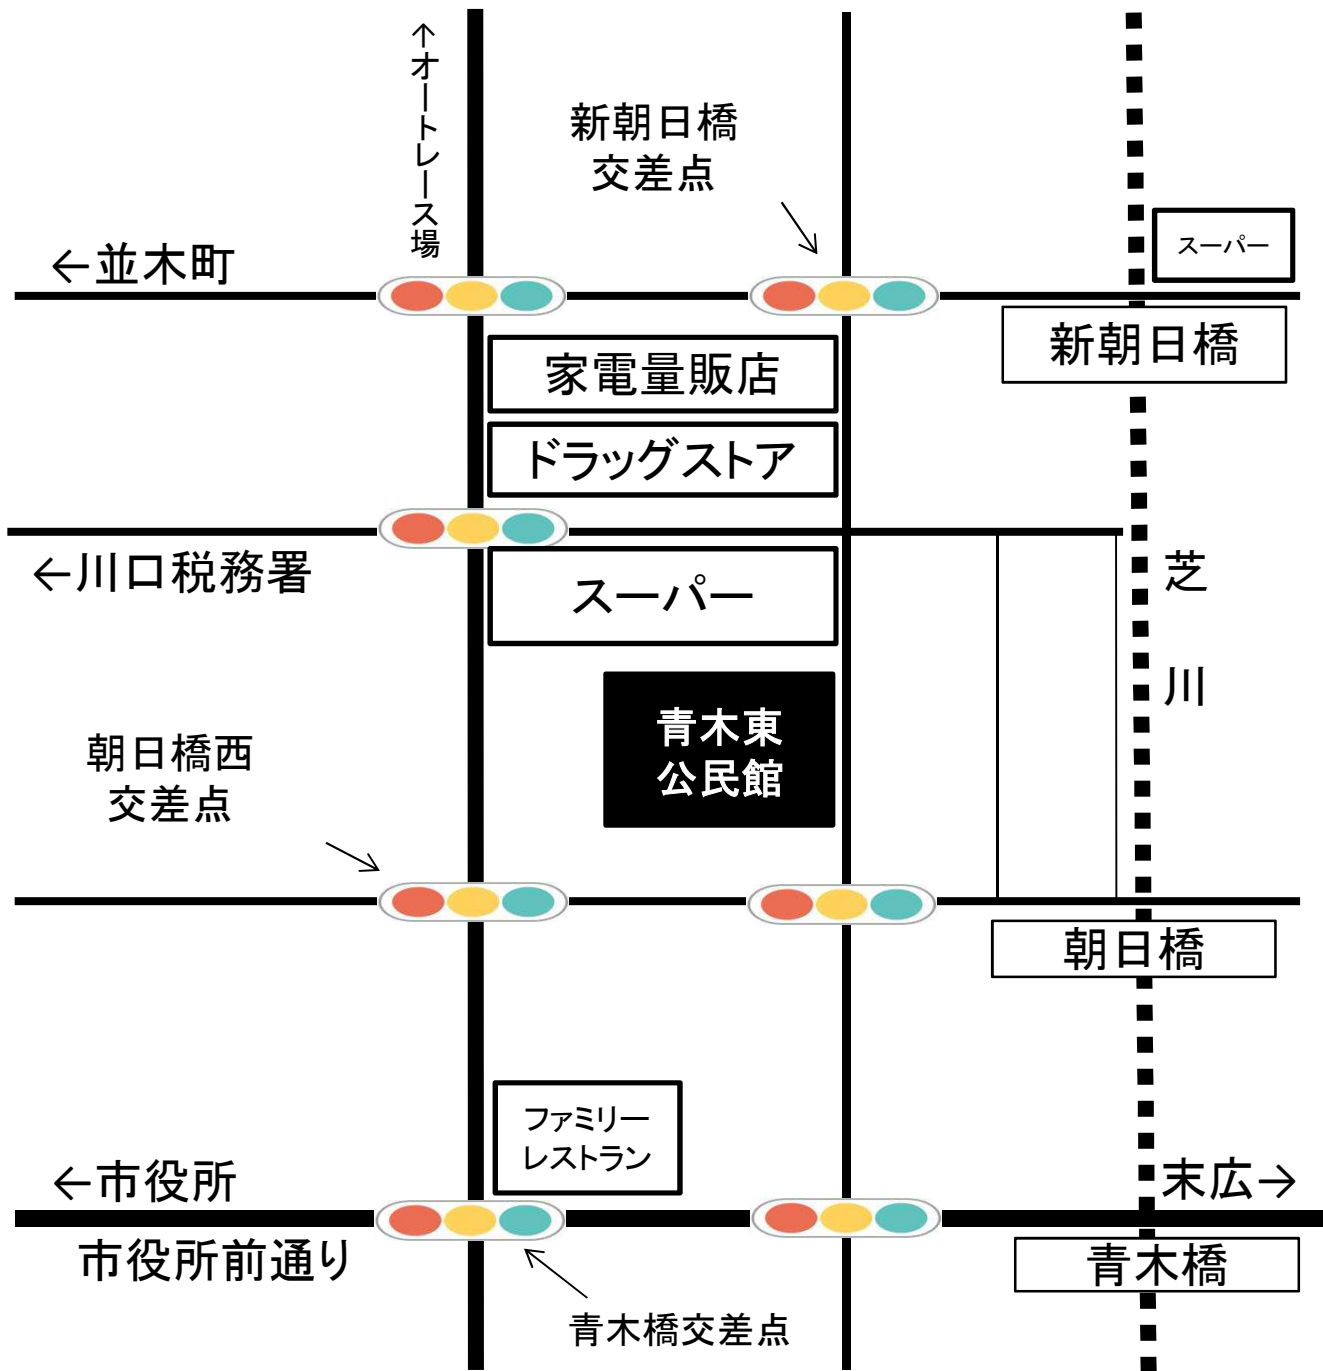 ↑オートレース場
新朝日橋
交差点
スーパー
←並木町
新朝日橋
家電量販店
ドラッグストア
←川口税務署
スーパー
芝川
青木東
公民館
朝日橋西
交差点
朝日橋
ファミリー
レストラン
←市役所
末広→
市役所前通り
青木橋
青木橋交差点